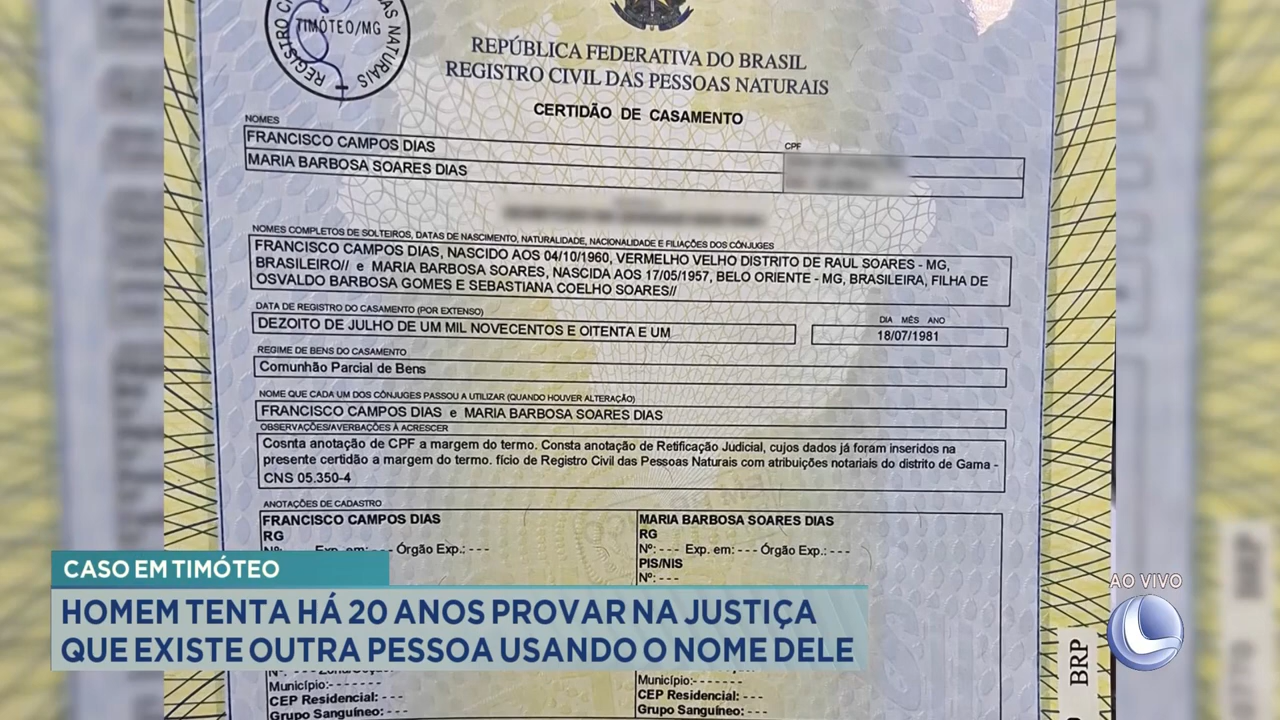 REGISTRO CI
AS NATURAIS
TIMÓTEO/MG
REPÚBLICA FEDERATIVA DO BRASIL
REGISTRO CIVIL DAS PESSOAS NATURAIS
CERTIDÃO DE CASAMENTO
NOMES
FRANCISCO CAMPOS DIAS
CPF
MARIA BARBOSA SOARES DIAS
NOMES COMPLETOS DE SOLTEIROS, DATAS DE NASCIMENTO, NATURALIDADE, NACIONALIDADE E FILIAÇÕES DOS CÔNJUGES
FRANCISCO CAMPOS DIAS, NASCIDO AOS 04/10/1960, VERMELHO VELHO DISTRITO DE RAUL SOARES - MG,
BRASILEIRO// e MARIA BARBOSA SOARES, NASCIDA AOS 17/05/1957, BELO ORIENTE - MG, BRASILEIRA, FILHA DE
OSVALDO BARBOSA GOMES E SEBASTIANA COELHO SOARES//
DATA DE REGISTRO DO CASAMENTO (POR EXTENSO)
DIA MÊS ANO
DEZOITO DE JULHO DE UM MIL NOVECENTOS E OITENTA E UM
18/07/1981
REGIME DE BENS DO CASAMENTO
Comunhão Parcial de Bens
NOME QUE CADA UM DOS CÔNJUGES PASSOU A UTILIZAR (QUANDO HOUVER ALTERAÇÃO)
FRANCISCO CAMPOS DIAS e MARIA BARBOSA SOARES DIAS
OBSERVAÇÕES/AVERBAÇÕES À ACRESCER
Cosnta anotação de CPF a margem do termo. Consta anotação de Retificação Judicial, cujos dados já foram inseridos na
presente certidão a margem do termo. fício de Registro Civil das Pessoas Naturais com atribuições notariais do distrito de Gama -
CNS 05.350-4
ANOTAÇÕES DE CADASTRO
FRANCISCO CAMPOS DIAS
RG
Nº: - - - Exp. em: - - - Órgão Exp.: - - -
MARIA BARBOSA SOARES DIAS
RG
Nº: - - - Exp. em: - - - Órgão Exp.: - - -
PIS/NIS
Nº: - - -
CASO EM TIMÓTEO
HOMEM TENTA HÁ 20 ANOS PROVAR NA JUSTIÇA
QUE EXISTE OUTRA PESSOA USANDO O NOME DELE
Município:- - - - - - -
CEP Residencial: - - -
Grupo Sanguíneo: - - -
Município:- - - - - - -
CEP Residencial: - - -
Grupo Sanguíneo: - - -
BRP
AO VIVO